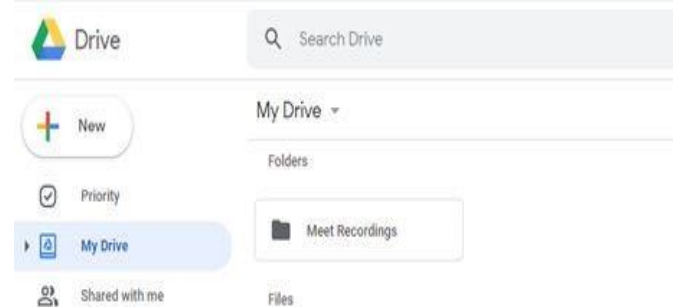 Drive
Search Drive
New
My Drive
Priority
Folders
My Drive
Meet Recordings
Shared with me
Files